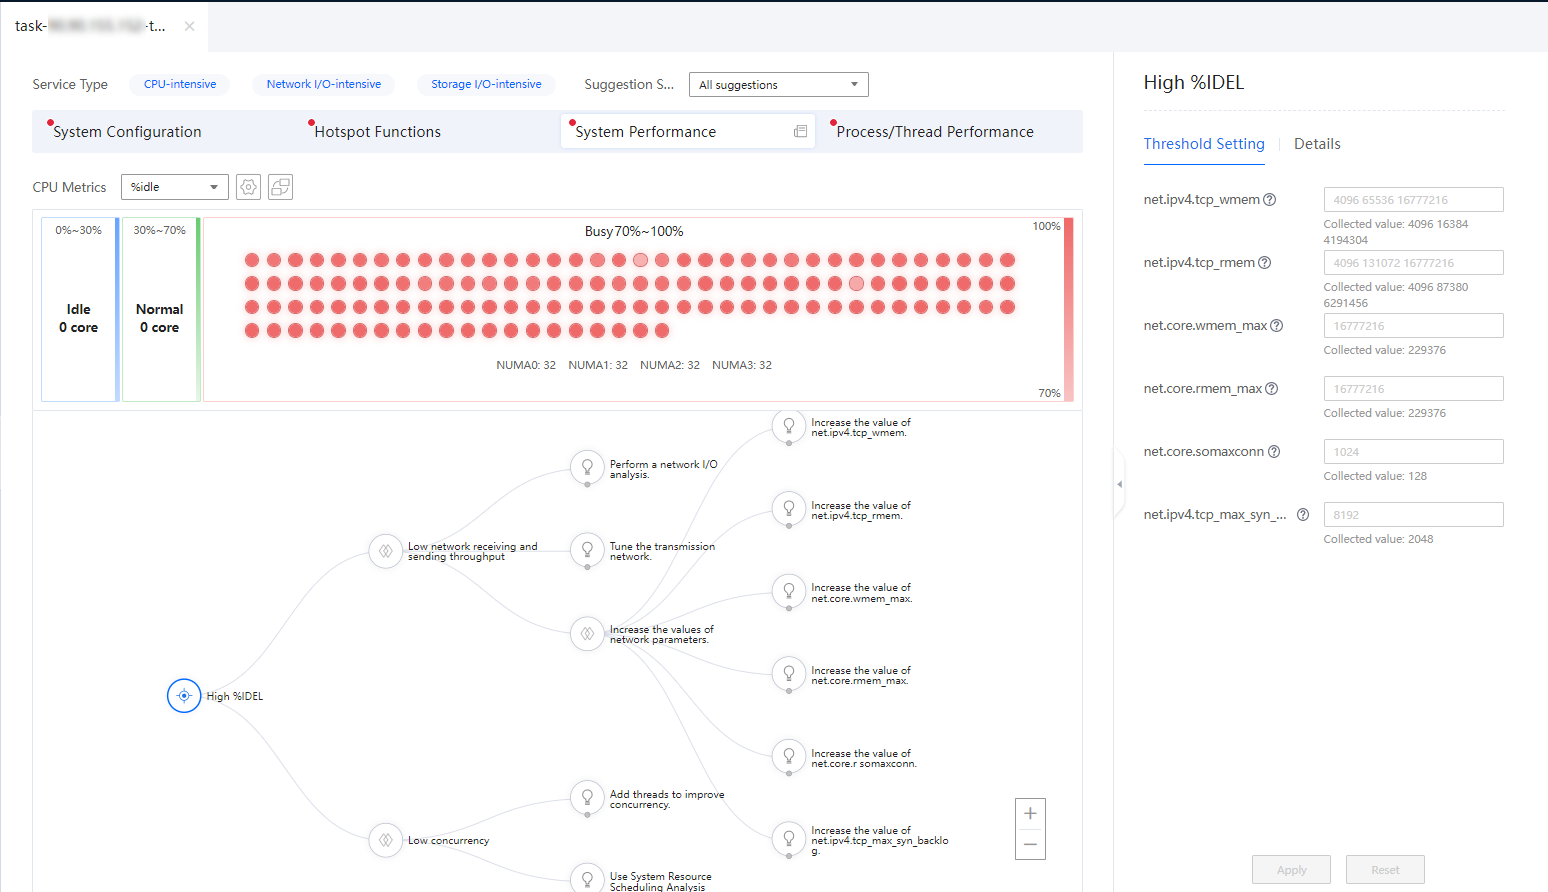 task- -t...
Service Type
CPU-intensive
Network I/O-intensive
Storage I/O-intensive
Suggestion S...
All suggestions
System Configuration
Hotspot Functions
System Performance
Process/Thread Performance
CPU Metrics
%idle
0%~30%
Idle
0 core
30%~70%
Normal
0 core
Busy70%~100%
100%
NUMA0: 32 NUMA1: 32 NUMA2: 32 NUMA3: 32
70%
High %IDEL
Low network receiving and
sending throughput
Low concurrency
Perform a network I/O
analysis.
Tune the transmission
network.
Increase the values of
network parameters.
Add threads to improve
concurrency.
Use System Resource
Scheduling Analysis
Increase the value of
net.ipv4.tcp_wmem.
Increase the value of
net.ipv4.tcp_rmem.
Increase the value of
net.core.wmem_max.
Increase the value of
net.core.rmem_max.
Increase the value of
net.core.r somaxconn.
Increase the value of
net.ipv4.tcp_max_syn_backlo
g.
High %IDEL
Threshold Setting
Details
net.ipv4.tcp_wmem
4096 65536 16777216
Collected value: 4096 16384
4194304
net.ipv4.tcp_rmem
4096 131072 16777216
Collected value: 4096 87380
6291456
net.core.wmem_max
16777216
Collected value: 229376
net.core.rmem_max
16777216
Collected value: 229376
net.core.somaxconn
1024
Collected value: 128
net.ipv4.tcp_max_syn_...
8192
Collected value: 2048
Apply
Reset